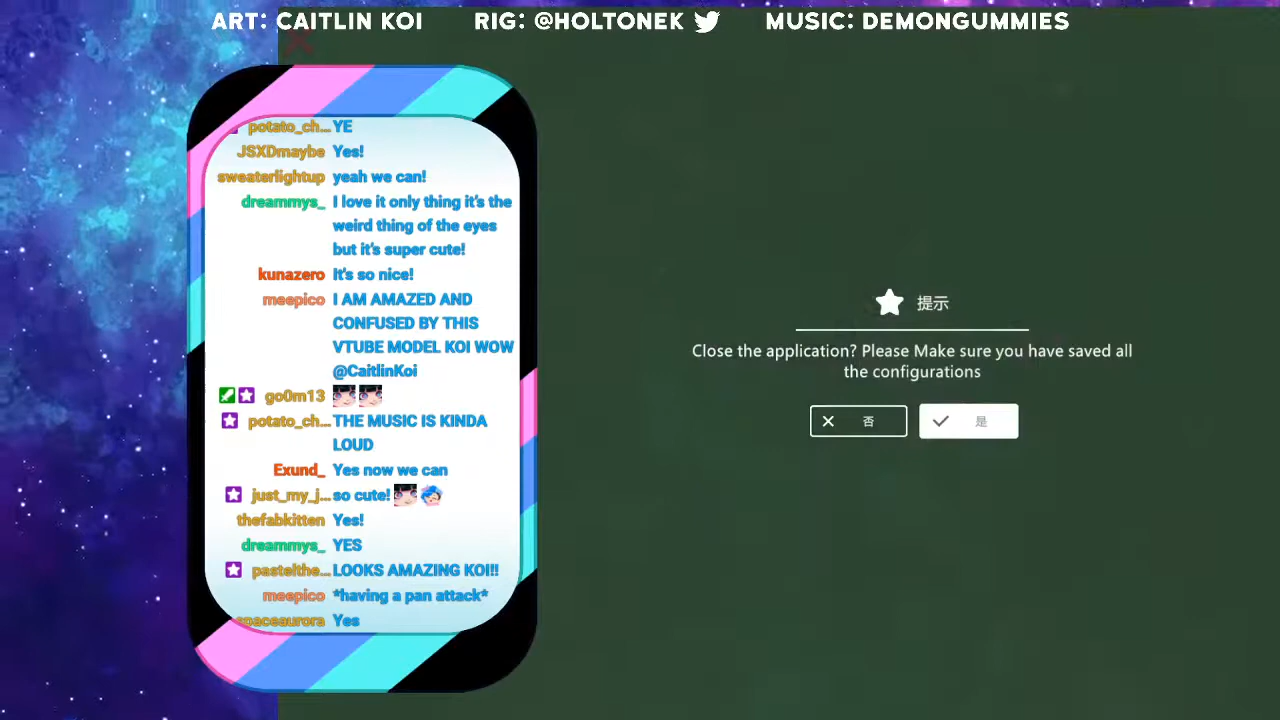 ART: CAITLIN KOI RIG: @HOLTONEK MUSIC: DEMONGUMMIES
potato_ch... YE
JSXDmaybe Yes!
sweaterlightup yeah we can!
dreammys_ I love it only thing it's the
weird thing of the eyes
but it's super cute!
kunazero It's so nice!
meepico I AM AMAZED AND
CONFUSED BY THIS
VTUBE MODEL KOI WOW
@CaitlinKoi
go0m13
potato_ch... THE MUSIC IS KINDA
LOUD
Exund_ Yes now we can
just_my_j... so cute!
thefabkitten Yes!
dreammys_ YES
pastelthe... LOOKS AMAZING KOI!!
meepico *having a pan attack*
spaceaurora Yes
提示
Close the application? Please Make sure you have saved all
the configurations
否 是